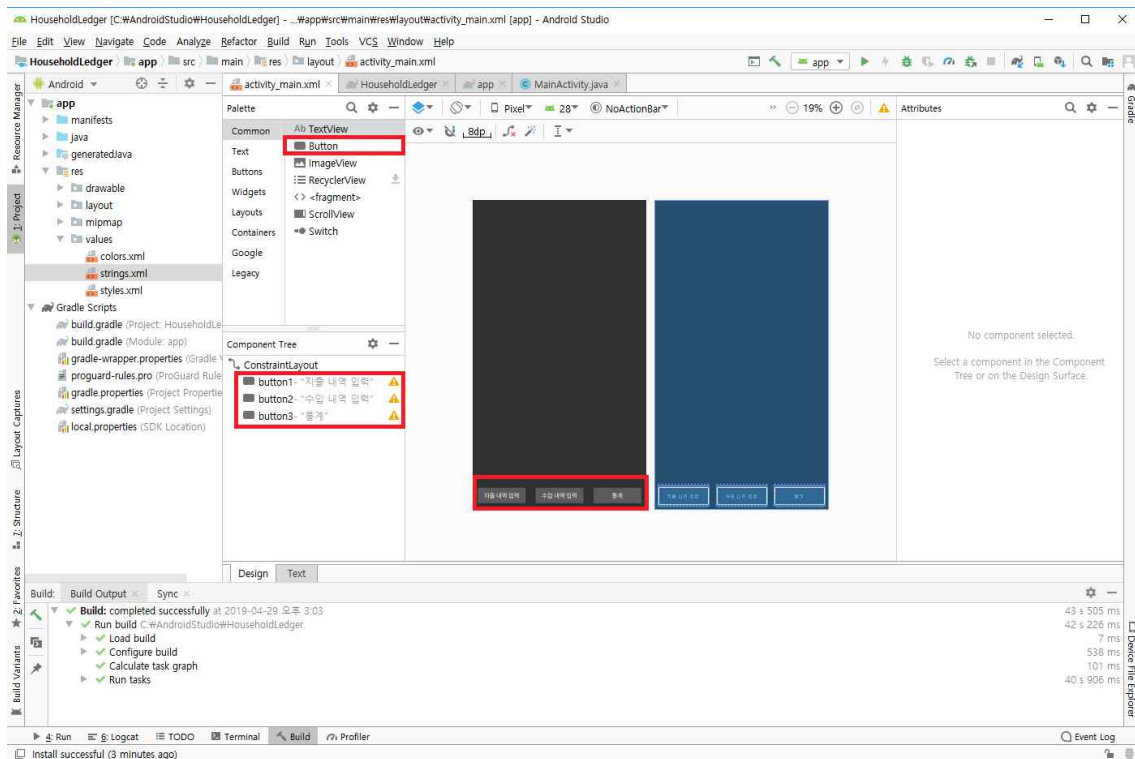 HouseholdLedger [C:₩AndroidStudio₩HouseholdLedger] - ...₩app₩src₩main₩res₩layout₩activity_main.xml [app] - Android Studio
File Edit View Navigate Code Analyze Refactor Build Run Tools VCS Window Help
HouseholdLedger app src main res layout activity_main.xml
app
Android
activity_main.xml HouseholdLedger app MainActivity.java
Resource Manager
1: Project
Layout Captures
Z: Structure
2: Favorites
Build Variants
app
manifests
java
generatedJava
res
drawable
layout
mipmap
values
colors.xml
strings.xml
styles.xml
Gradle Scripts
build.gradle (Project: HouseholdLe
build.gradle (Module: app)
gradle-wrapper.properties (Gradle
proguard-rules.pro (ProGuard Rule
gradle.properties (Project Propertie
settings.gradle (Project Settings)
local.properties (SDK Location)
Palette
Common
Text
Buttons
Widgets
Layouts
Containers
Google
Legacy
Ab TextView
Button
ImageView
RecyclerView
<fragment>
ScrollView
Switch
Component Tree
ConstraintLayout
button1- "지출 내역 입력"
button2- "수입 내역 입력"
button3- "통계"
Pixel 28 NoActionBar 19%
8dp
지출 내역 입력 수입 내역 입력 통계
Design Text
Attributes
No component selected.
Select a component in the Component
Tree or on the Design Surface.
Gradle
Device File Explorer
Build: Build Output Sync
Build: completed successfully at 2019-04-29 오후 3:03 43 s 505 ms
Run build C:₩AndroidStudio₩HouseholdLedger 42 s 226 ms
Load build 7 ms
Configure build 538 ms
Calculate task graph 101 ms
Run tasks 40 s 906 ms
4: Run 6: Logcat TODO Terminal Build Profiler Event Log
Install successful (3 minutes ago)